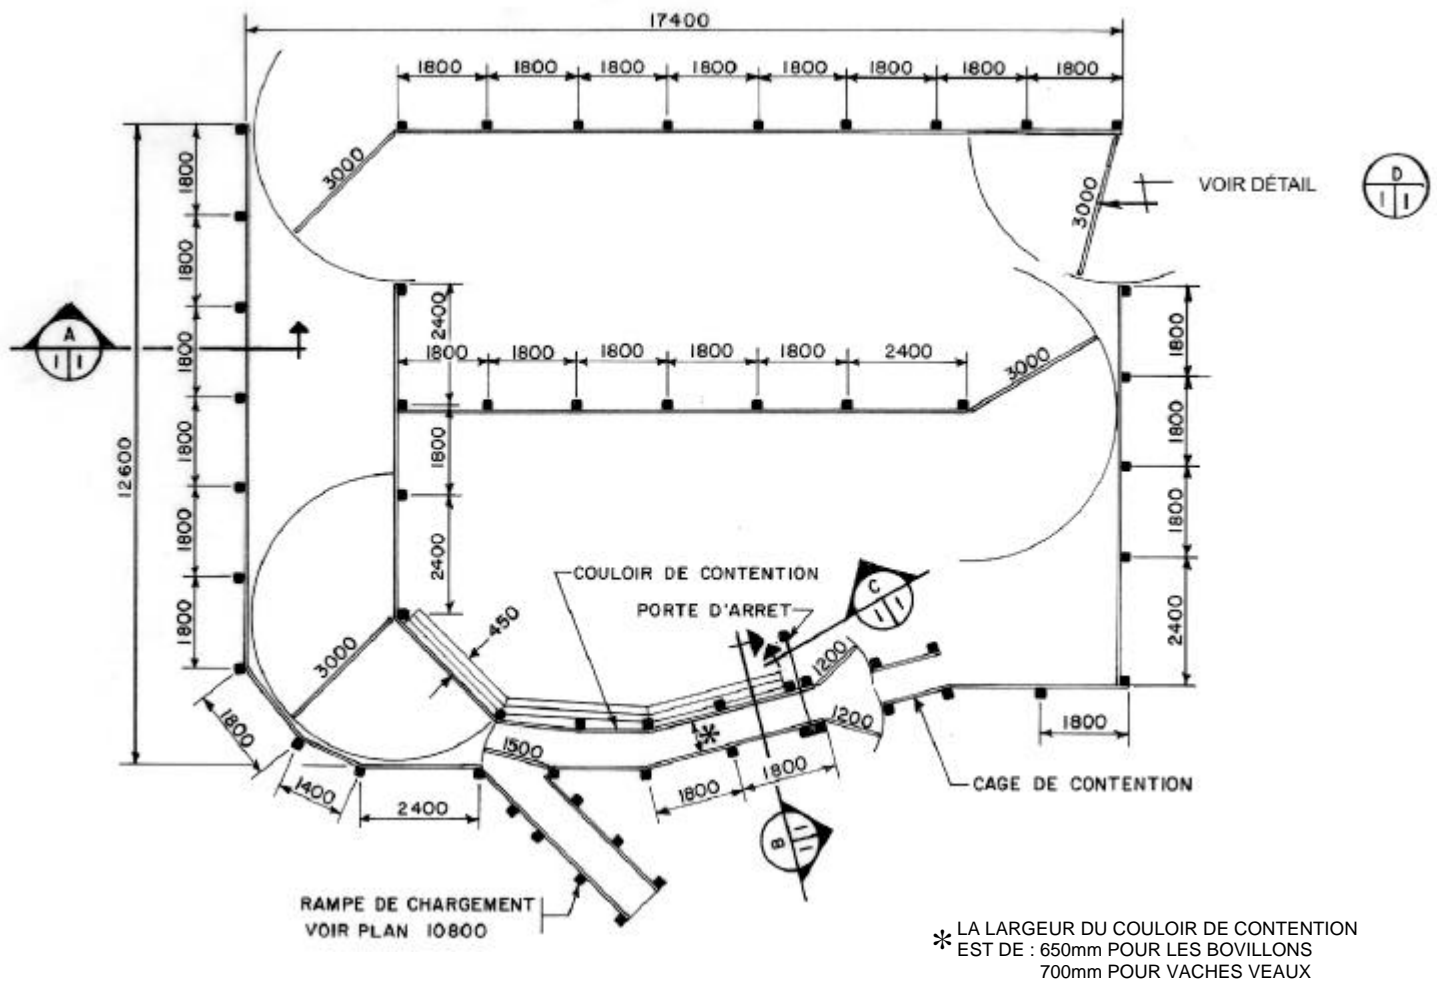 17400
1800 1800 1800 1800 1800 1800 1800 1800
3000
3000
VOIR DÉTAIL
D
1 1
1800
1800
1800
1800
1800
1800
12600
A
1 1
2400
1800 1800 1800 1800 1800 2400
3000
1800
2400
1800
1800
1800
2400
COULOIR DE CONTENTION
PORTE D'ARRET
C
1 1
450
3000
1200
1200
*
1500
1800
1400
2400
1800
1800
1800
CAGE DE CONTENTION
B
1 1
RAMPE DE CHARGEMENT
VOIR PLAN 10800
* LA LARGEUR DU COULOIR DE CONTENTION
EST DE : 650mm POUR LES BOVILLONS
700mm POUR VACHES VEAUX